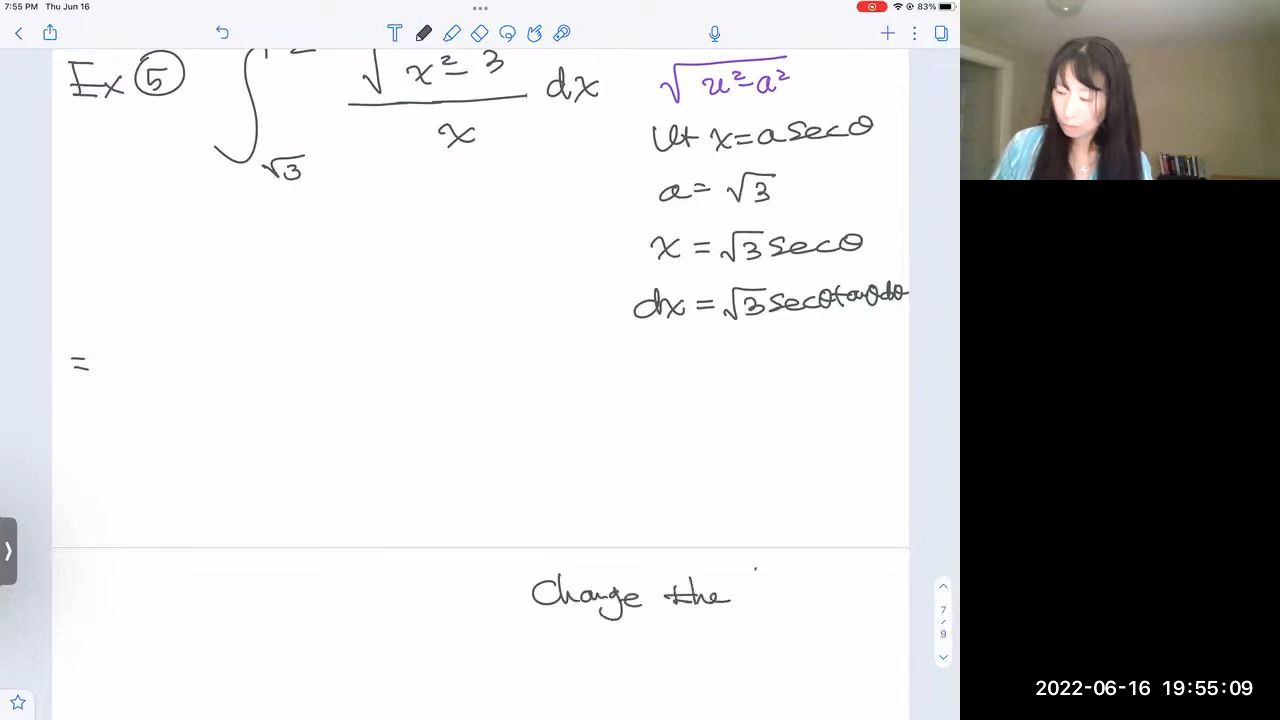 7:55 PM Thu Jun 16
83%
Ex ⑤ ∫ √3 √x²-3 / x dx
√u²-a²
let x = a secθ
a = √3
x = √3 secθ
dx = √3 secθ tanθ dθ
=
Change the
7
/
9
2022-06-16 19:55:09